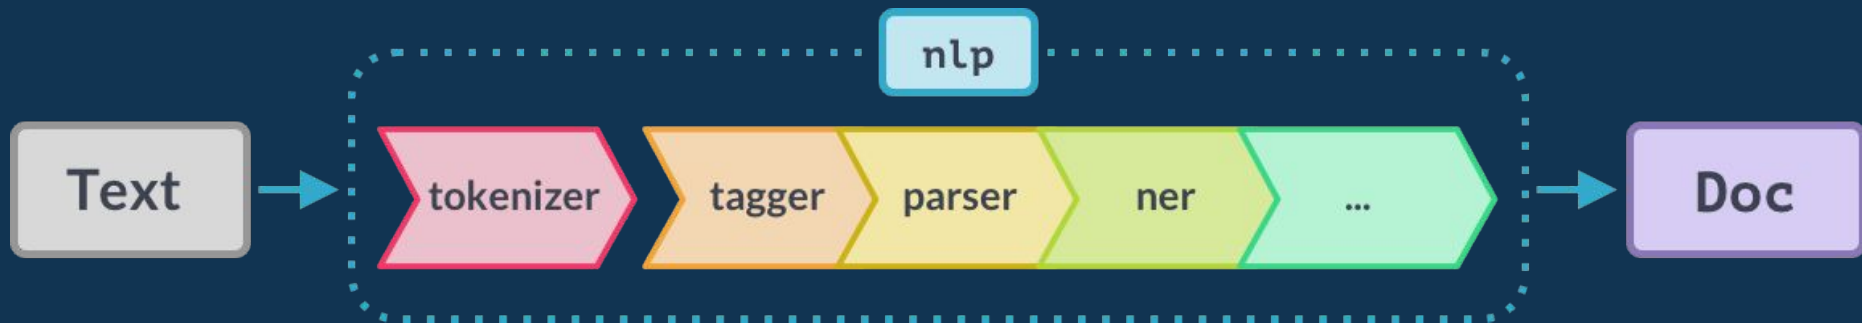 nlp
Text
tokenizer
tagger
parser
ner
...
Doc